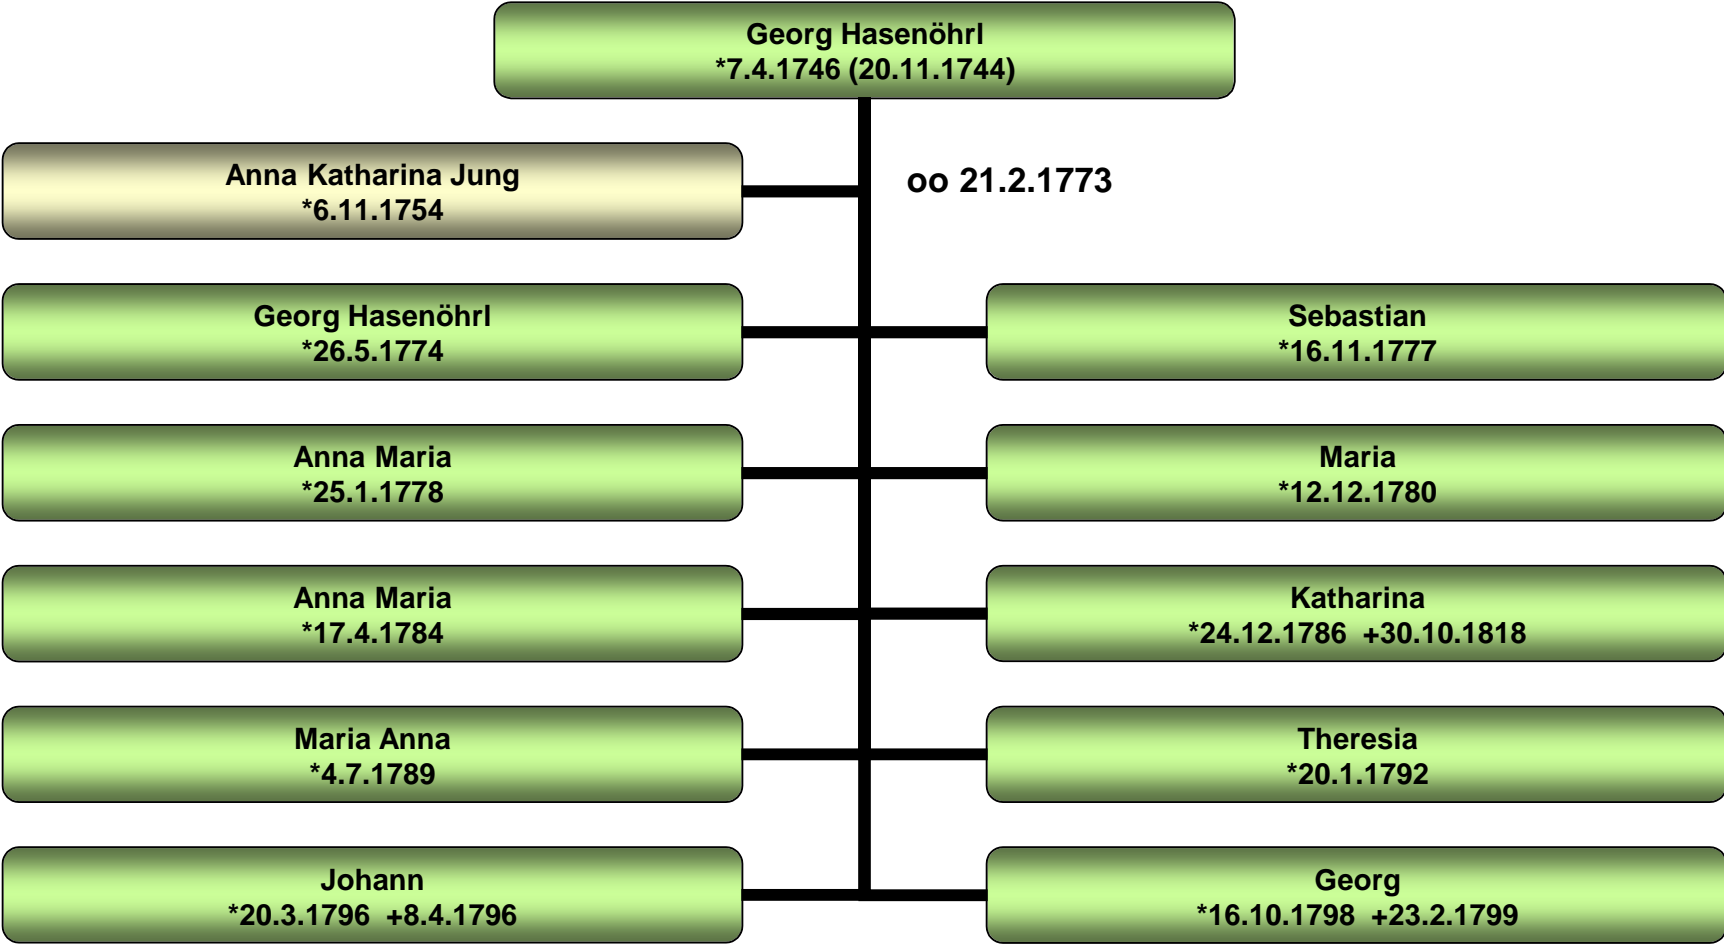 Georg Hasenöhrl
*7.4.1746 (20.11.1744)
Anna Katharina Jung
*6.11.1754
oo 21.2.1773
Georg Hasenöhrl
*26.5.1774
Sebastian
*16.11.1777
Anna Maria
*25.1.1778
Maria
*12.12.1780
Anna Maria
*17.4.1784
Katharina
*24.12.1786  +30.10.1818
Maria Anna
*4.7.1789
Theresia
*20.1.1792
Johann
*20.3.1796  +8.4.1796
Georg
*16.10.1798  +23.2.1799